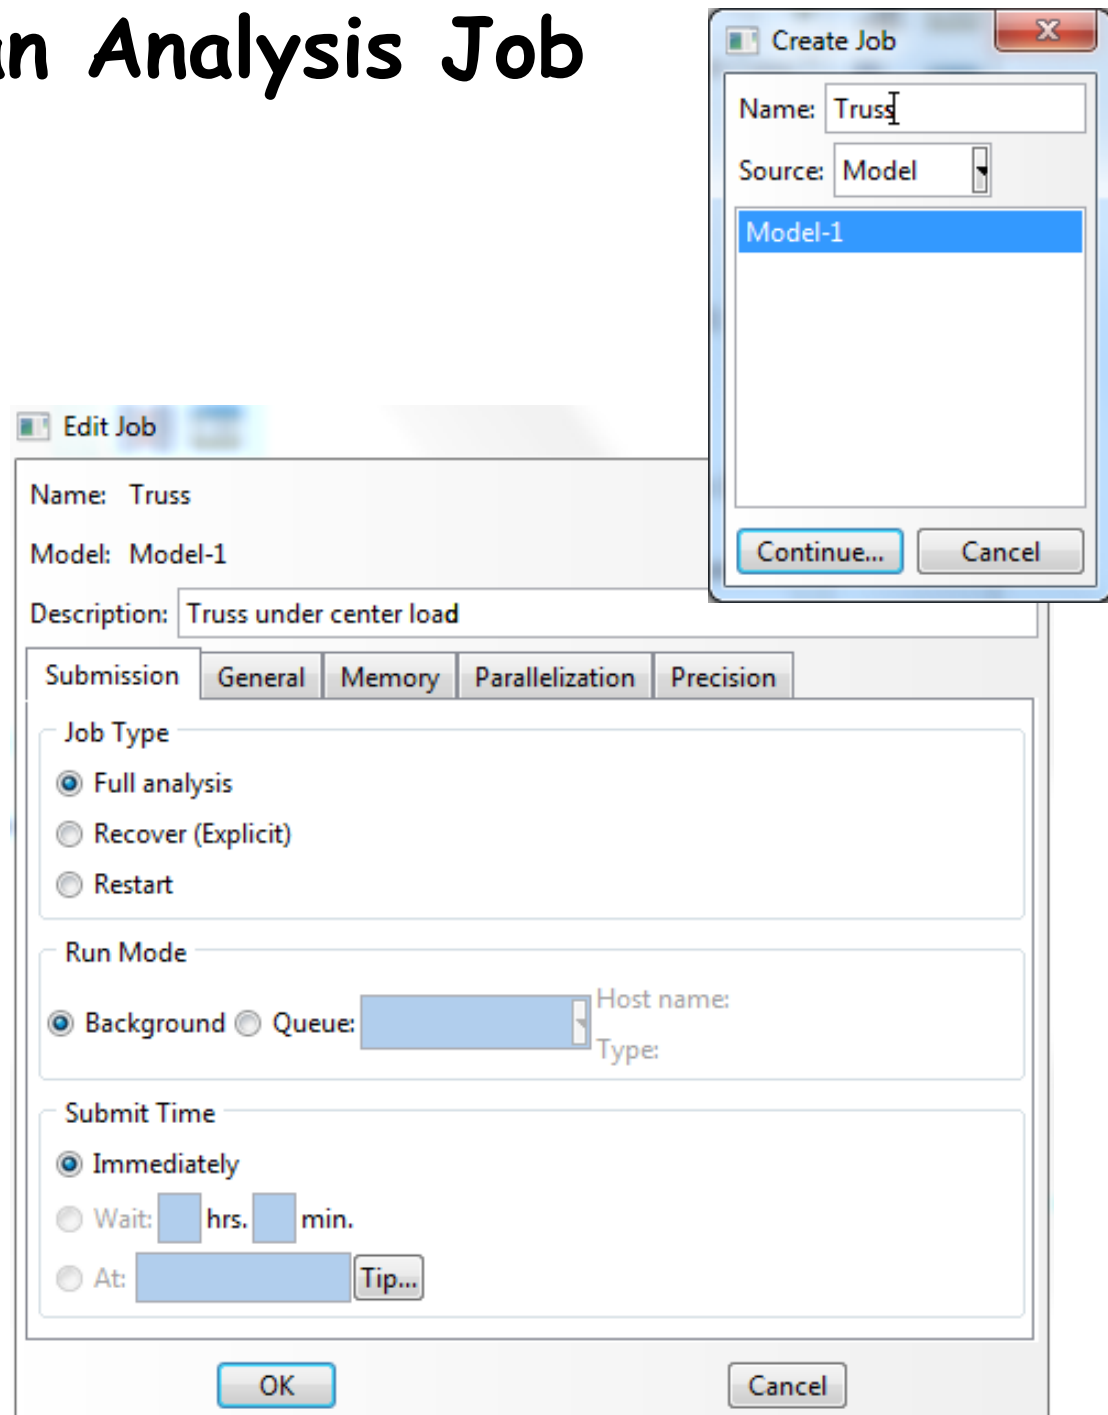 an Analysis Job
Create Job
Name: Truss
Source: Model
Model-1
Continue... Cancel
Edit Job
Name: Truss
Model: Model-1
Description: Truss under center load
Submission General Memory Parallelization Precision
Job Type
Full analysis
Recover (Explicit)
Restart
Run Mode
Background Queue: Host name:
Type:
Submit Time
Immediately
Wait: hrs. min.
At: Tip...
OK Cancel